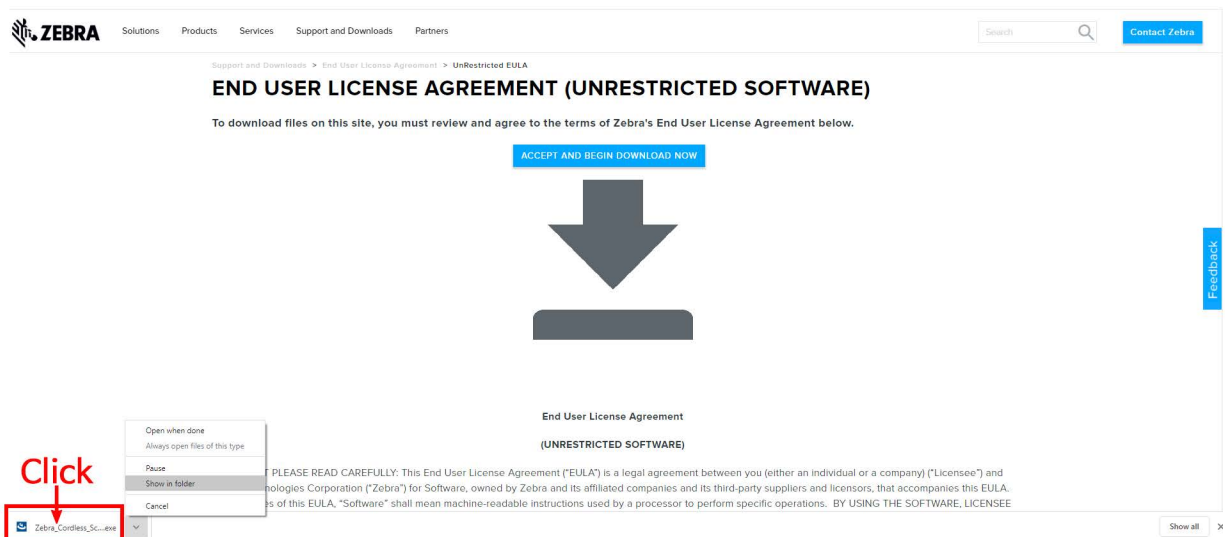 ZEBRA
Solutions Products Services Support and Downloads Partners Search Contact Zebra
Support and Downloads > End User License Agreement > UnRestricted EULA
END USER LICENSE AGREEMENT (UNRESTRICTED SOFTWARE)
To download files on this site, you must review and agree to the terms of Zebra's End User License Agreement below.
ACCEPT AND BEGIN DOWNLOAD NOW
Feedback
End User License Agreement
(UNRESTRICTED SOFTWARE)
Open when done
Always open files of this type
Pause
Show in folder
Cancel
T PLEASE READ CAREFULLY: This End User License Agreement ("EULA") is a legal agreement between you (either an individual or a company) ("Licensee") and
nologies Corporation ("Zebra") for Software, owned by Zebra and its affiliated companies and its third-party suppliers and licensors, that accompanies this EULA.
es of this EULA, "Software" shall mean machine-readable instructions used by a processor to perform specific operations. BY USING THE SOFTWARE, LICENSEE
Click
Zebra_Cordless_Sc....exe
Show all